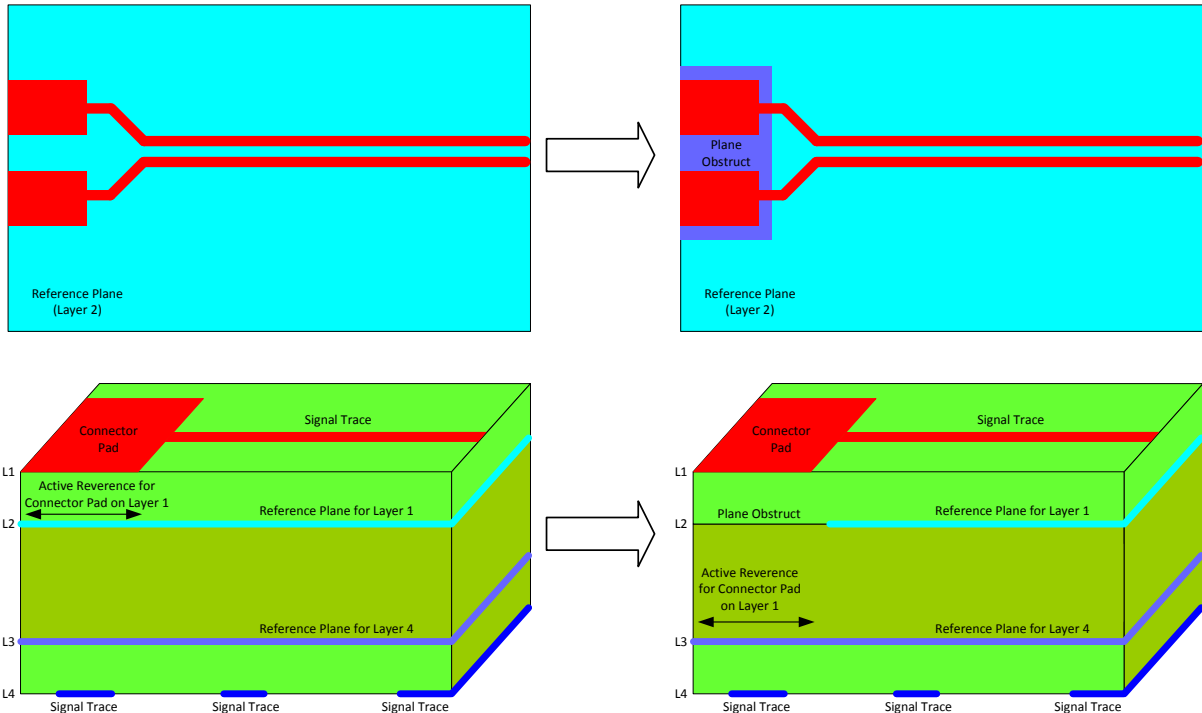 Reference Plane
(Layer 2)
Plane
Obstruct
Reference Plane
(Layer 2)
Connector
Pad
Signal Trace
L1
Active Reverence for
Connector Pad on Layer 1
Reference Plane for Layer 1
L2
Reference Plane for Layer 4
L3
L4
Signal Trace
Signal Trace
Signal Trace
Connector
Pad
Signal Trace
L1
Plane Obstruct
Reference Plane for Layer 1
L2
Active Reverence
for Connector Pad
on Layer 1
Reference Plane for Layer 4
L3
L4
Signal Trace
Signal Trace
Signal Trace